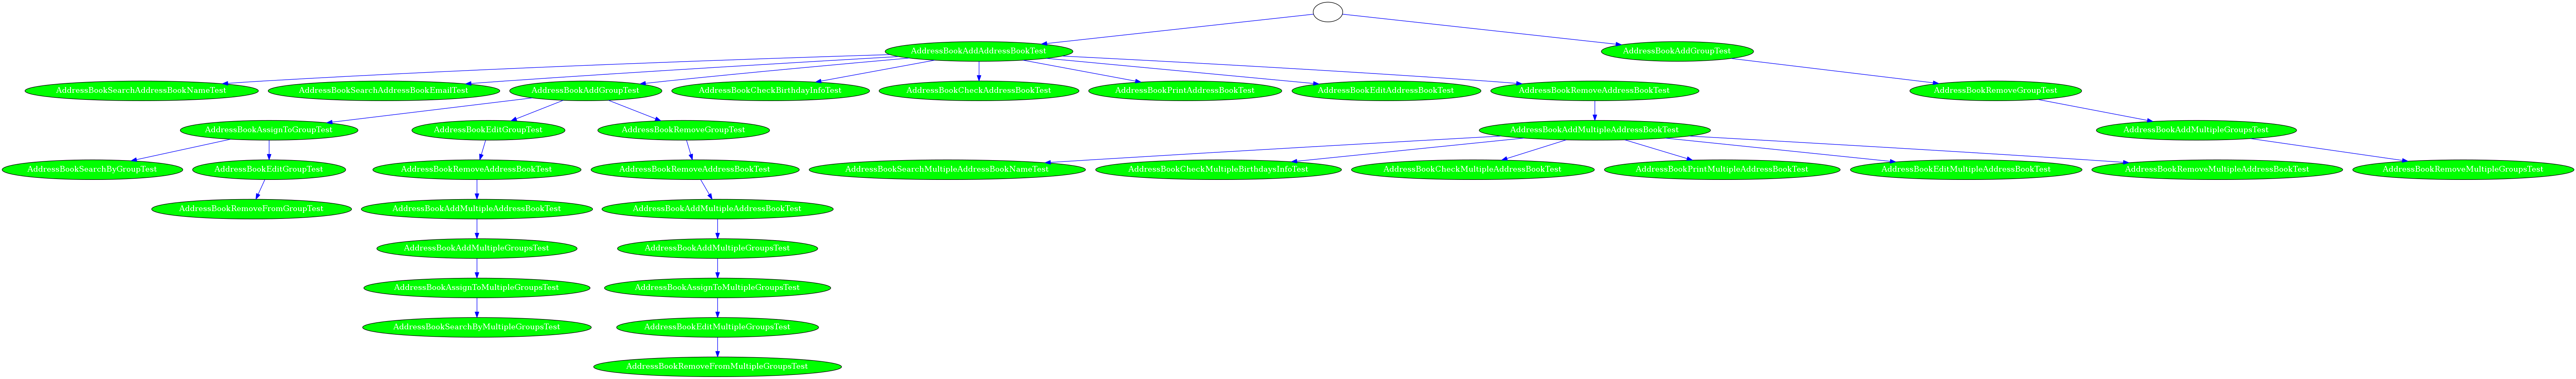 AddressBookAddAddressBookTest
AddressBookAddGroupTest
AddressBookSearchAddressBookNameTest
AddressBookSearchAddressBookEmailTest
AddressBookAddGroupTest
AddressBookCheckBirthdayInfoTest
AddressBookCheckAddressBookTest
AddressBookPrintAddressBookTest
AddressBookEditAddressBookTest
AddressBookRemoveAddressBookTest
AddressBookRemoveGroupTest
AddressBookAssignToGroupTest
AddressBookEditGroupTest
AddressBookRemoveGroupTest
AddressBookAddMultipleAddressBookTest
AddressBookAddMultipleGroupsTest
AddressBookSearchByGroupTest
AddressBookEditGroupTest
AddressBookRemoveAddressBookTest
AddressBookRemoveAddressBookTest
AddressBookSearchMultipleAddressBookNameTest
AddressBookCheckMultipleBirthdaysInfoTest
AddressBookCheckMultipleAddressBookTest
AddressBookPrintMultipleAddressBookTest
AddressBookEditMultipleAddressBookTest
AddressBookRemoveMultipleAddressBookTest
AddressBookRemoveMultipleGroupsTest
AddressBookRemoveFromGroupTest
AddressBookAddMultipleAddressBookTest
AddressBookAddMultipleAddressBookTest
AddressBookAddMultipleGroupsTest
AddressBookAddMultipleGroupsTest
AddressBookAssignToMultipleGroupsTest
AddressBookAssignToMultipleGroupsTest
AddressBookSearchByMultipleGroupsTest
AddressBookEditMultipleGroupsTest
AddressBookRemoveFromMultipleGroupsTest